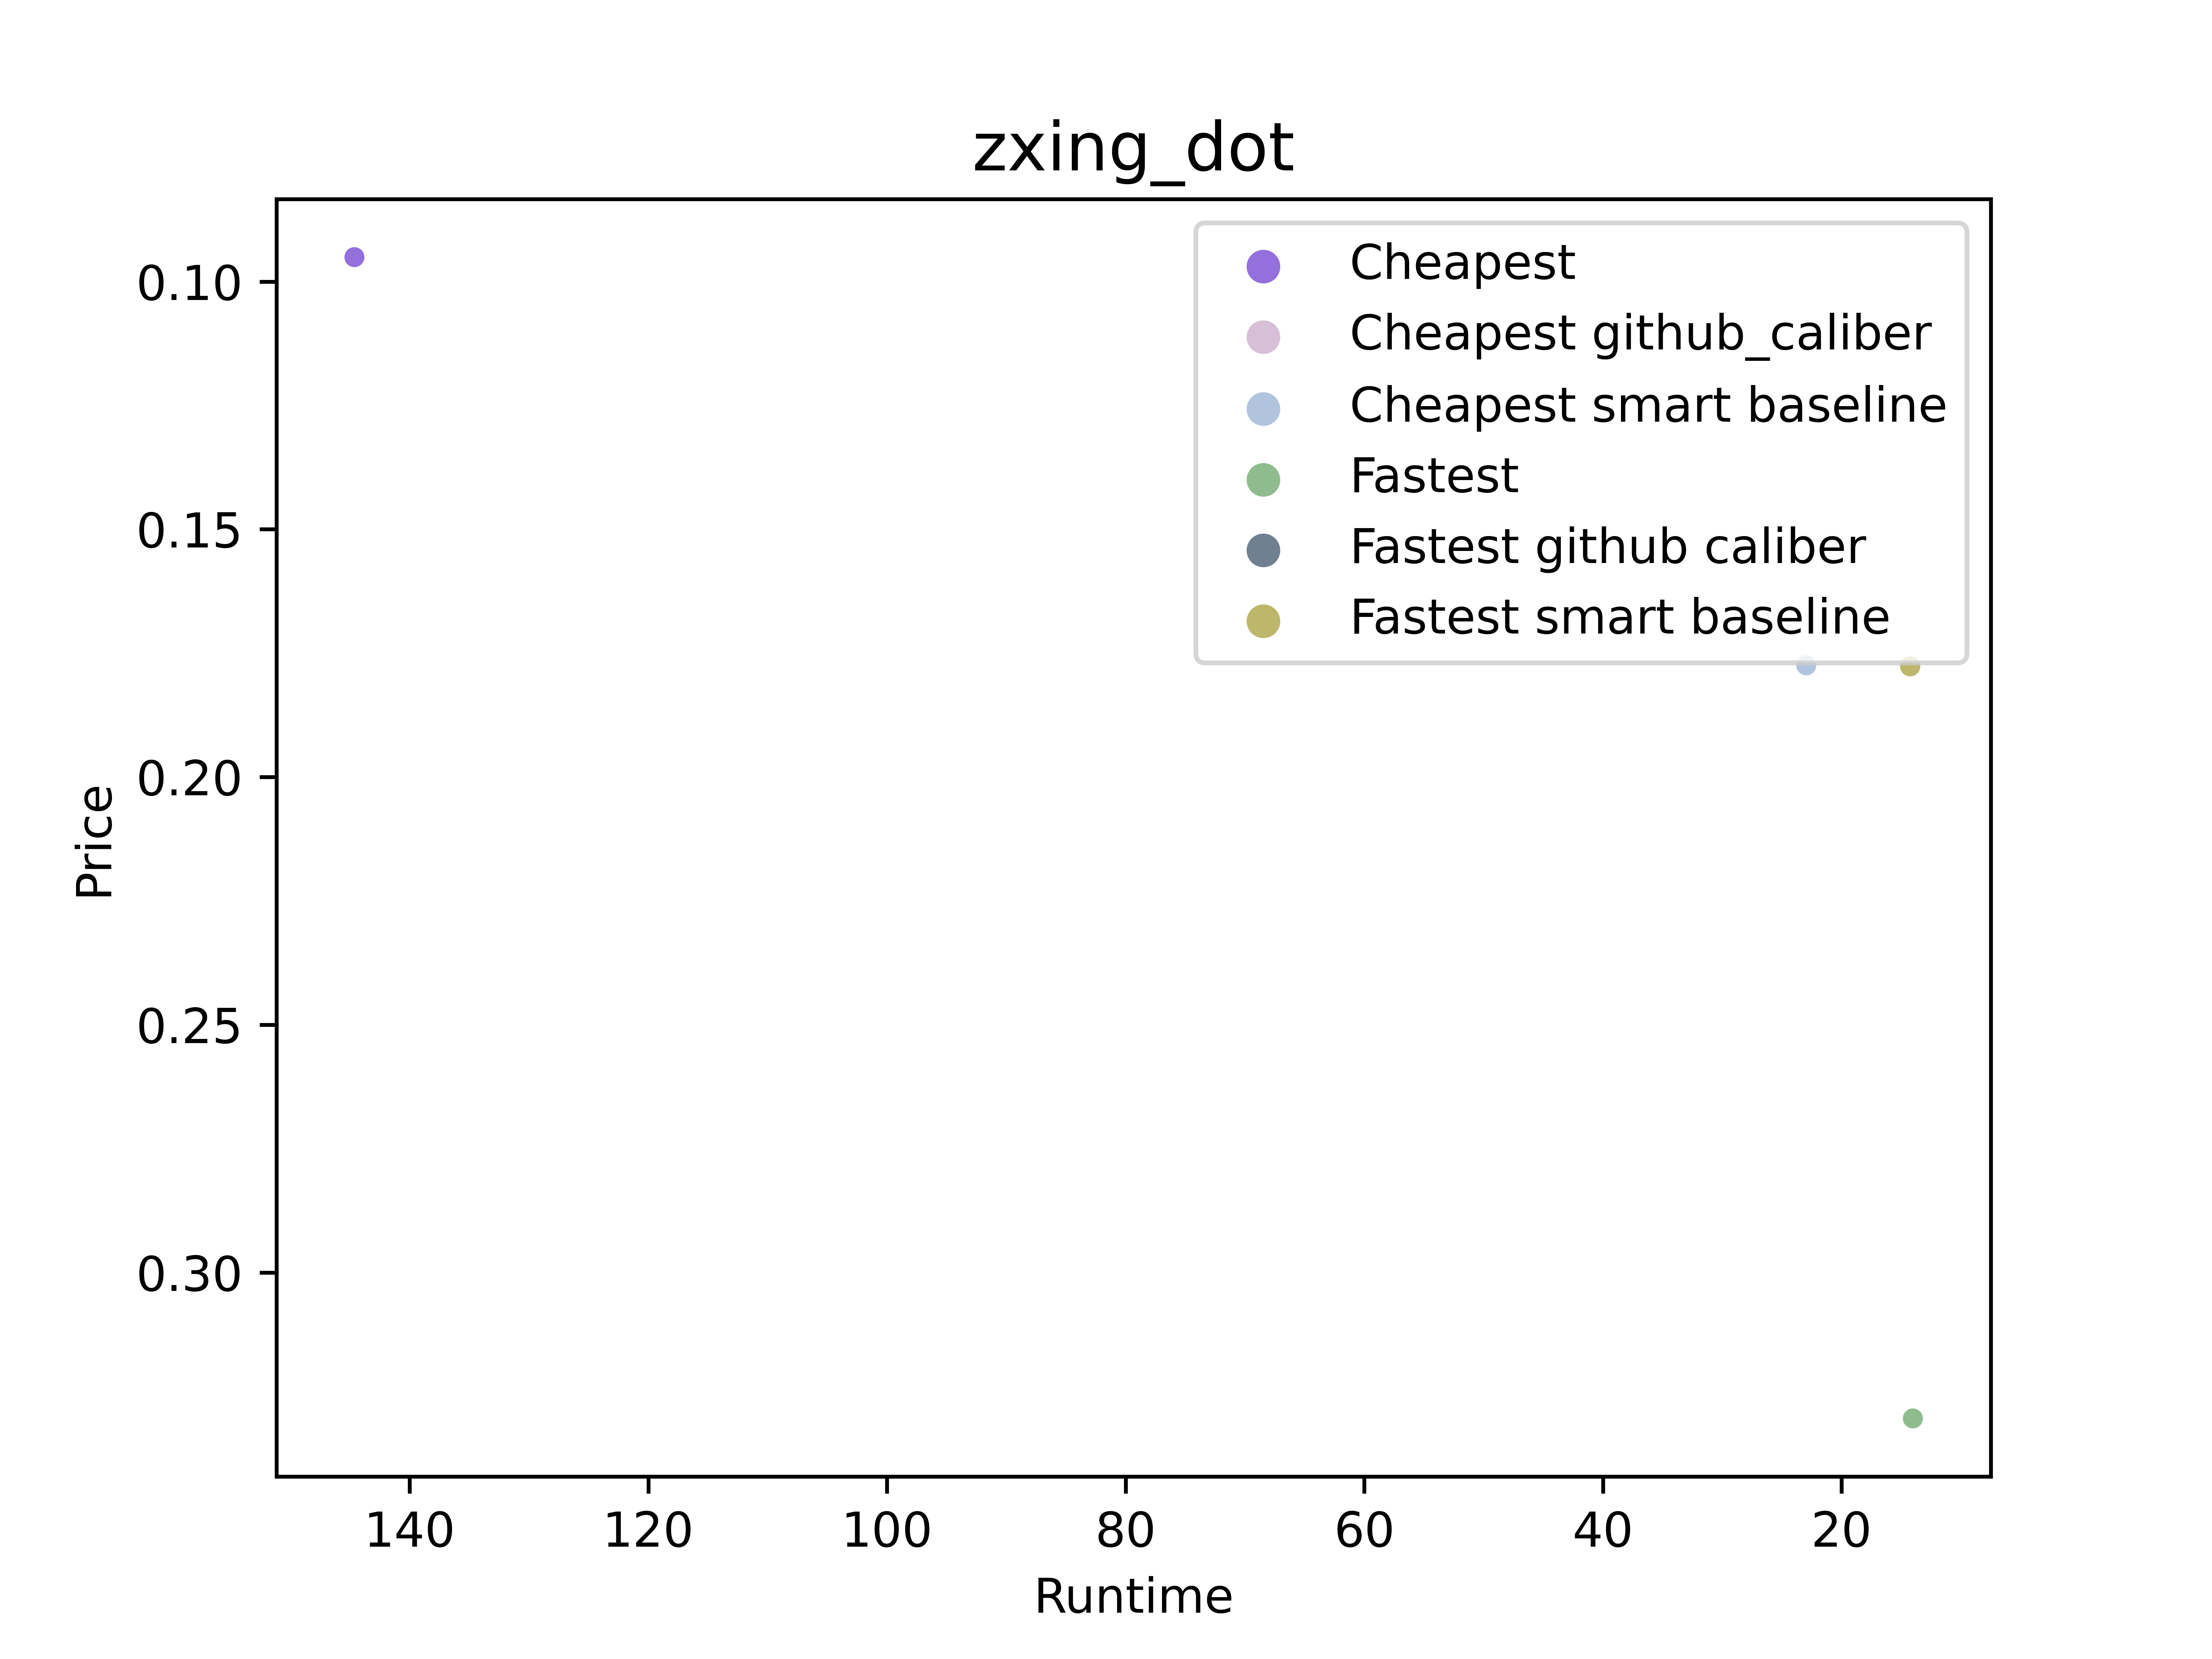 zxing_dot
Cheapest
Cheapest github_caliber
Cheapest smart baseline
Fastest
Fastest github caliber
Fastest smart baseline
0.10
0.15
0.20
0.25
0.30
Price
140 120 100 80 60 40 20
Runtime